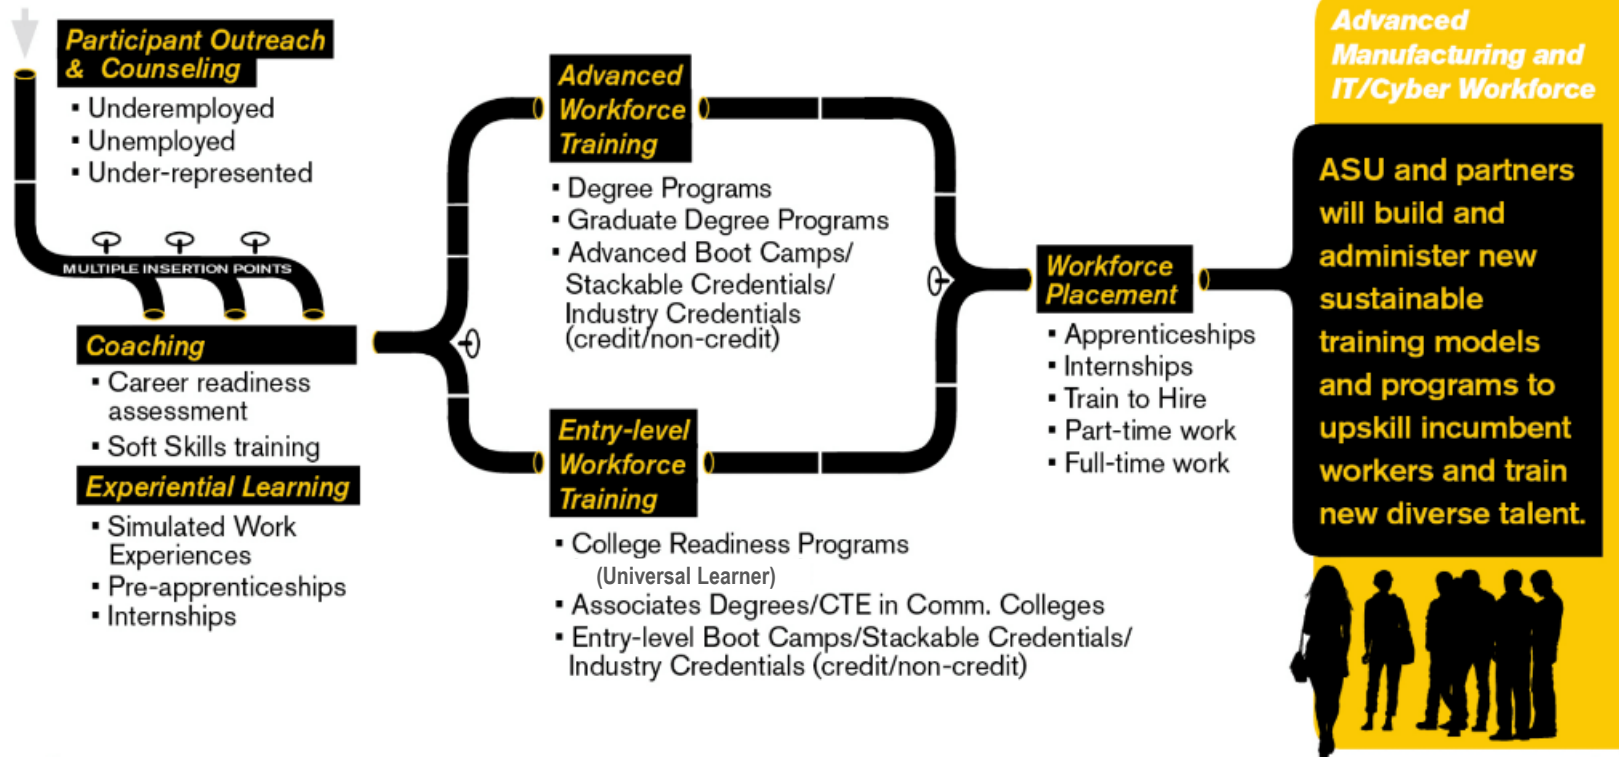 Participant Outreach
& Counseling
▪ Underemployed
▪ Unemployed
▪ Under-represented
MULTIPLE INSERTION POINTS
Coaching
▪ Career readiness
assessment
▪ Soft Skills training
Experiential Learning
▪ Simulated Work
Experiences
▪ Pre-apprenticeships
▪ Internships
Advanced
Workforce
Training
▪ Degree Programs
▪ Graduate Degree Programs
▪ Advanced Boot Camps/
Stackable Credentials/
Industry Credentials
(credit/non-credit)
Entry-level
Workforce
Training
▪ College Readiness Programs
(Universal Learner)
▪ Associates Degrees/CTE in Comm. Colleges
▪ Entry-level Boot Camps/Stackable Credentials/
Industry Credentials (credit/non-credit)
Workforce
Placement
▪ Apprenticeships
▪ Internships
▪ Train to Hire
▪ Part-time work
▪ Full-time work
Advanced
Manufacturing and
IT/Cyber Workforce
ASU and partners
will build and
administer new
sustainable
training models
and programs to
upskill incumbent
workers and train
new diverse talent.